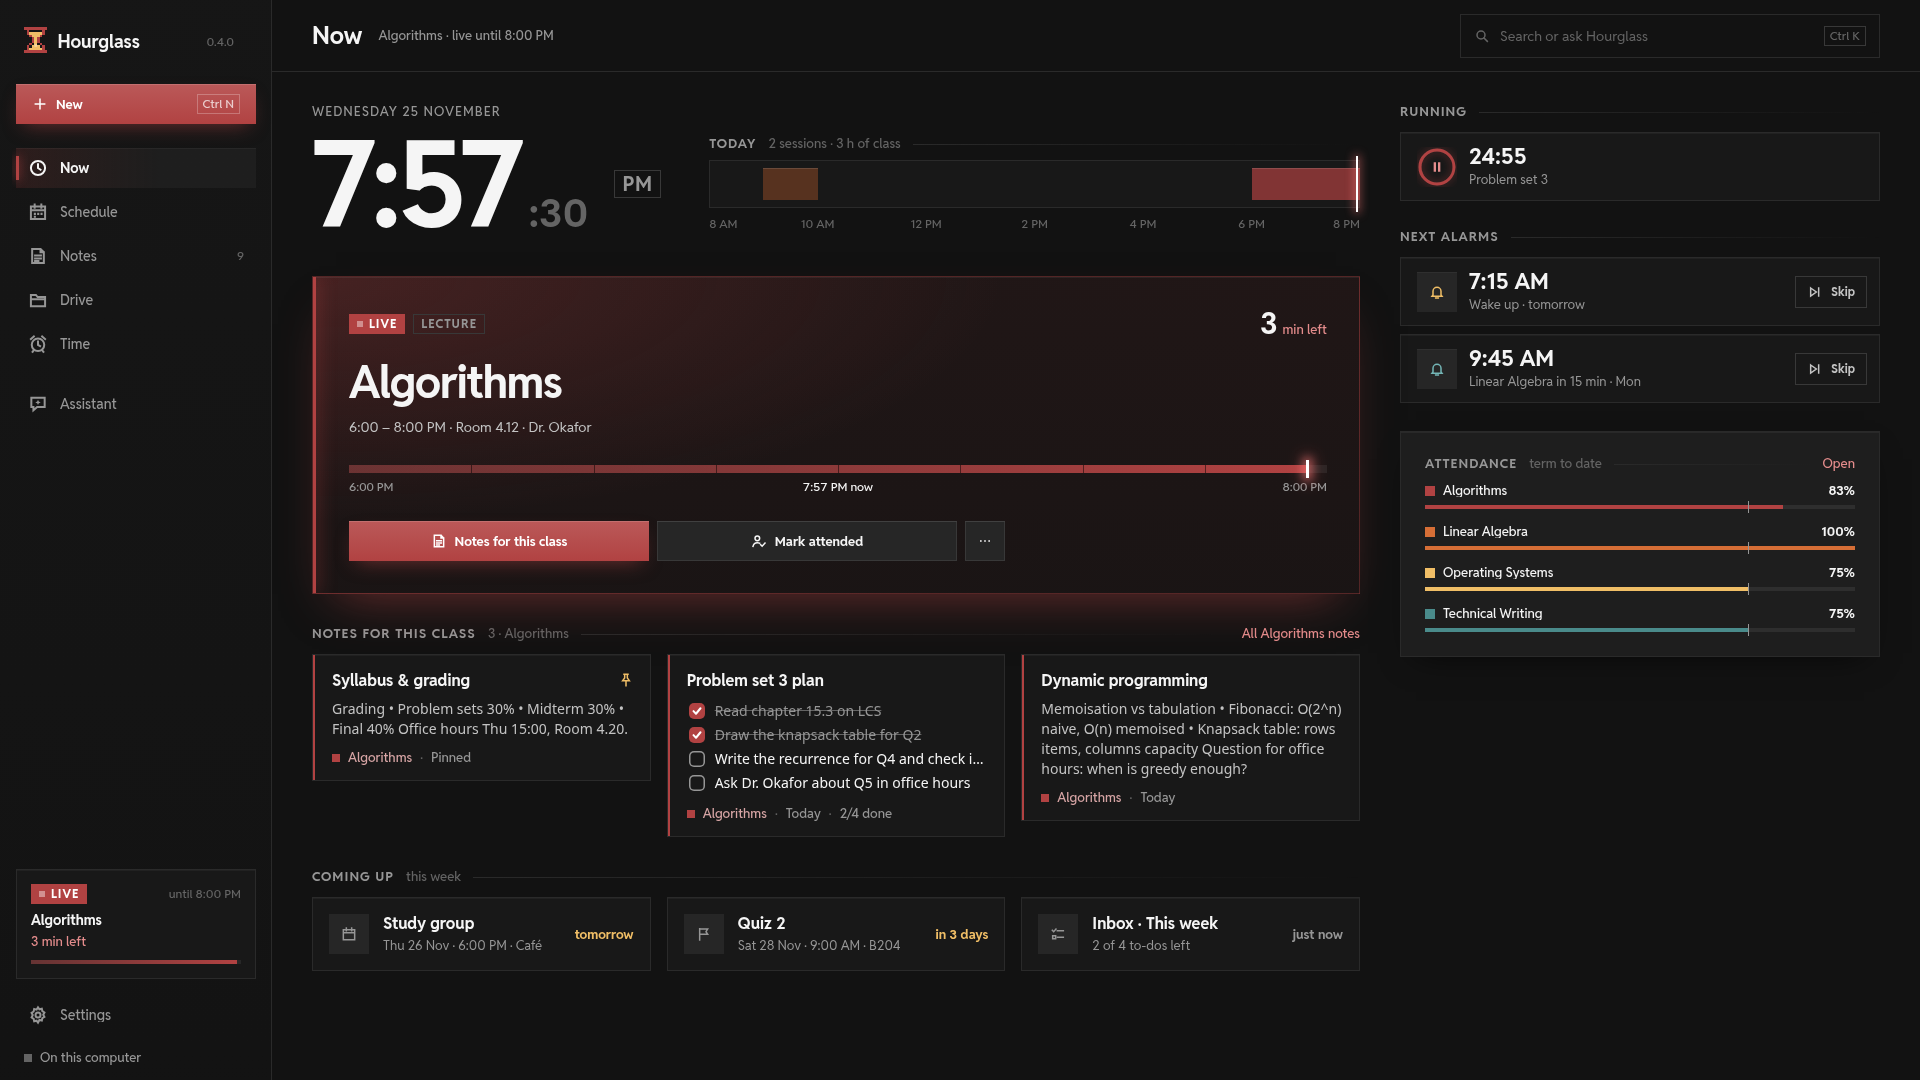 Hourglass
0.4.0
New
Ctrl N
Now
Schedule
Notes
9
Drive
Time
Assistant
LIVE
until 8:00 PM
Algorithms
3 min left
Settings
On this computer
Now
Algorithms · live until 8:00 PM
Search or ask Hourglass
Ctrl K
WEDNESDAY 25 NOVEMBER
7:57
:30
PM
TODAY
2 sessions · 3 h of class
8 AM
10 AM
12 PM
2 PM
4 PM
6 PM
8 PM
LIVE
LECTURE
3 min left
Algorithms
6:00 – 8:00 PM · Room 4.12 · Dr. Okafor
6:00 PM
7:57 PM now
8:00 PM
Notes for this class
Mark attended
NOTES FOR THIS CLASS
3 · Algorithms
All Algorithms notes
Syllabus & grading
Grading • Problem sets 30% • Midterm 30% •
Final 40% Office hours Thu 15:00, Room 4.20.
Algorithms · Pinned
Problem set 3 plan
Read chapter 15.3 on LCS
Draw the knapsack table for Q2
Write the recurrence for Q4 and check i...
Ask Dr. Okafor about Q5 in office hours
Algorithms · Today · 2/4 done
Dynamic programming
Memoisation vs tabulation • Fibonacci: O(2^n)
naive, O(n) memoised • Knapsack table: rows
items, columns capacity Question for office
hours: when is greedy enough?
Algorithms · Today
COMING UP
this week
Study group
Thu 26 Nov · 6:00 PM · Café
tomorrow
Quiz 2
Sat 28 Nov · 9:00 AM · B204
in 3 days
Inbox · This week
2 of 4 to-dos left
just now
RUNNING
24:55
Problem set 3
NEXT ALARMS
7:15 AM
Wake up · tomorrow
Skip
9:45 AM
Linear Algebra in 15 min · Mon
Skip
ATTENDANCE
term to date
Open
Algorithms
83%
Linear Algebra
100%
Operating Systems
75%
Technical Writing
75%